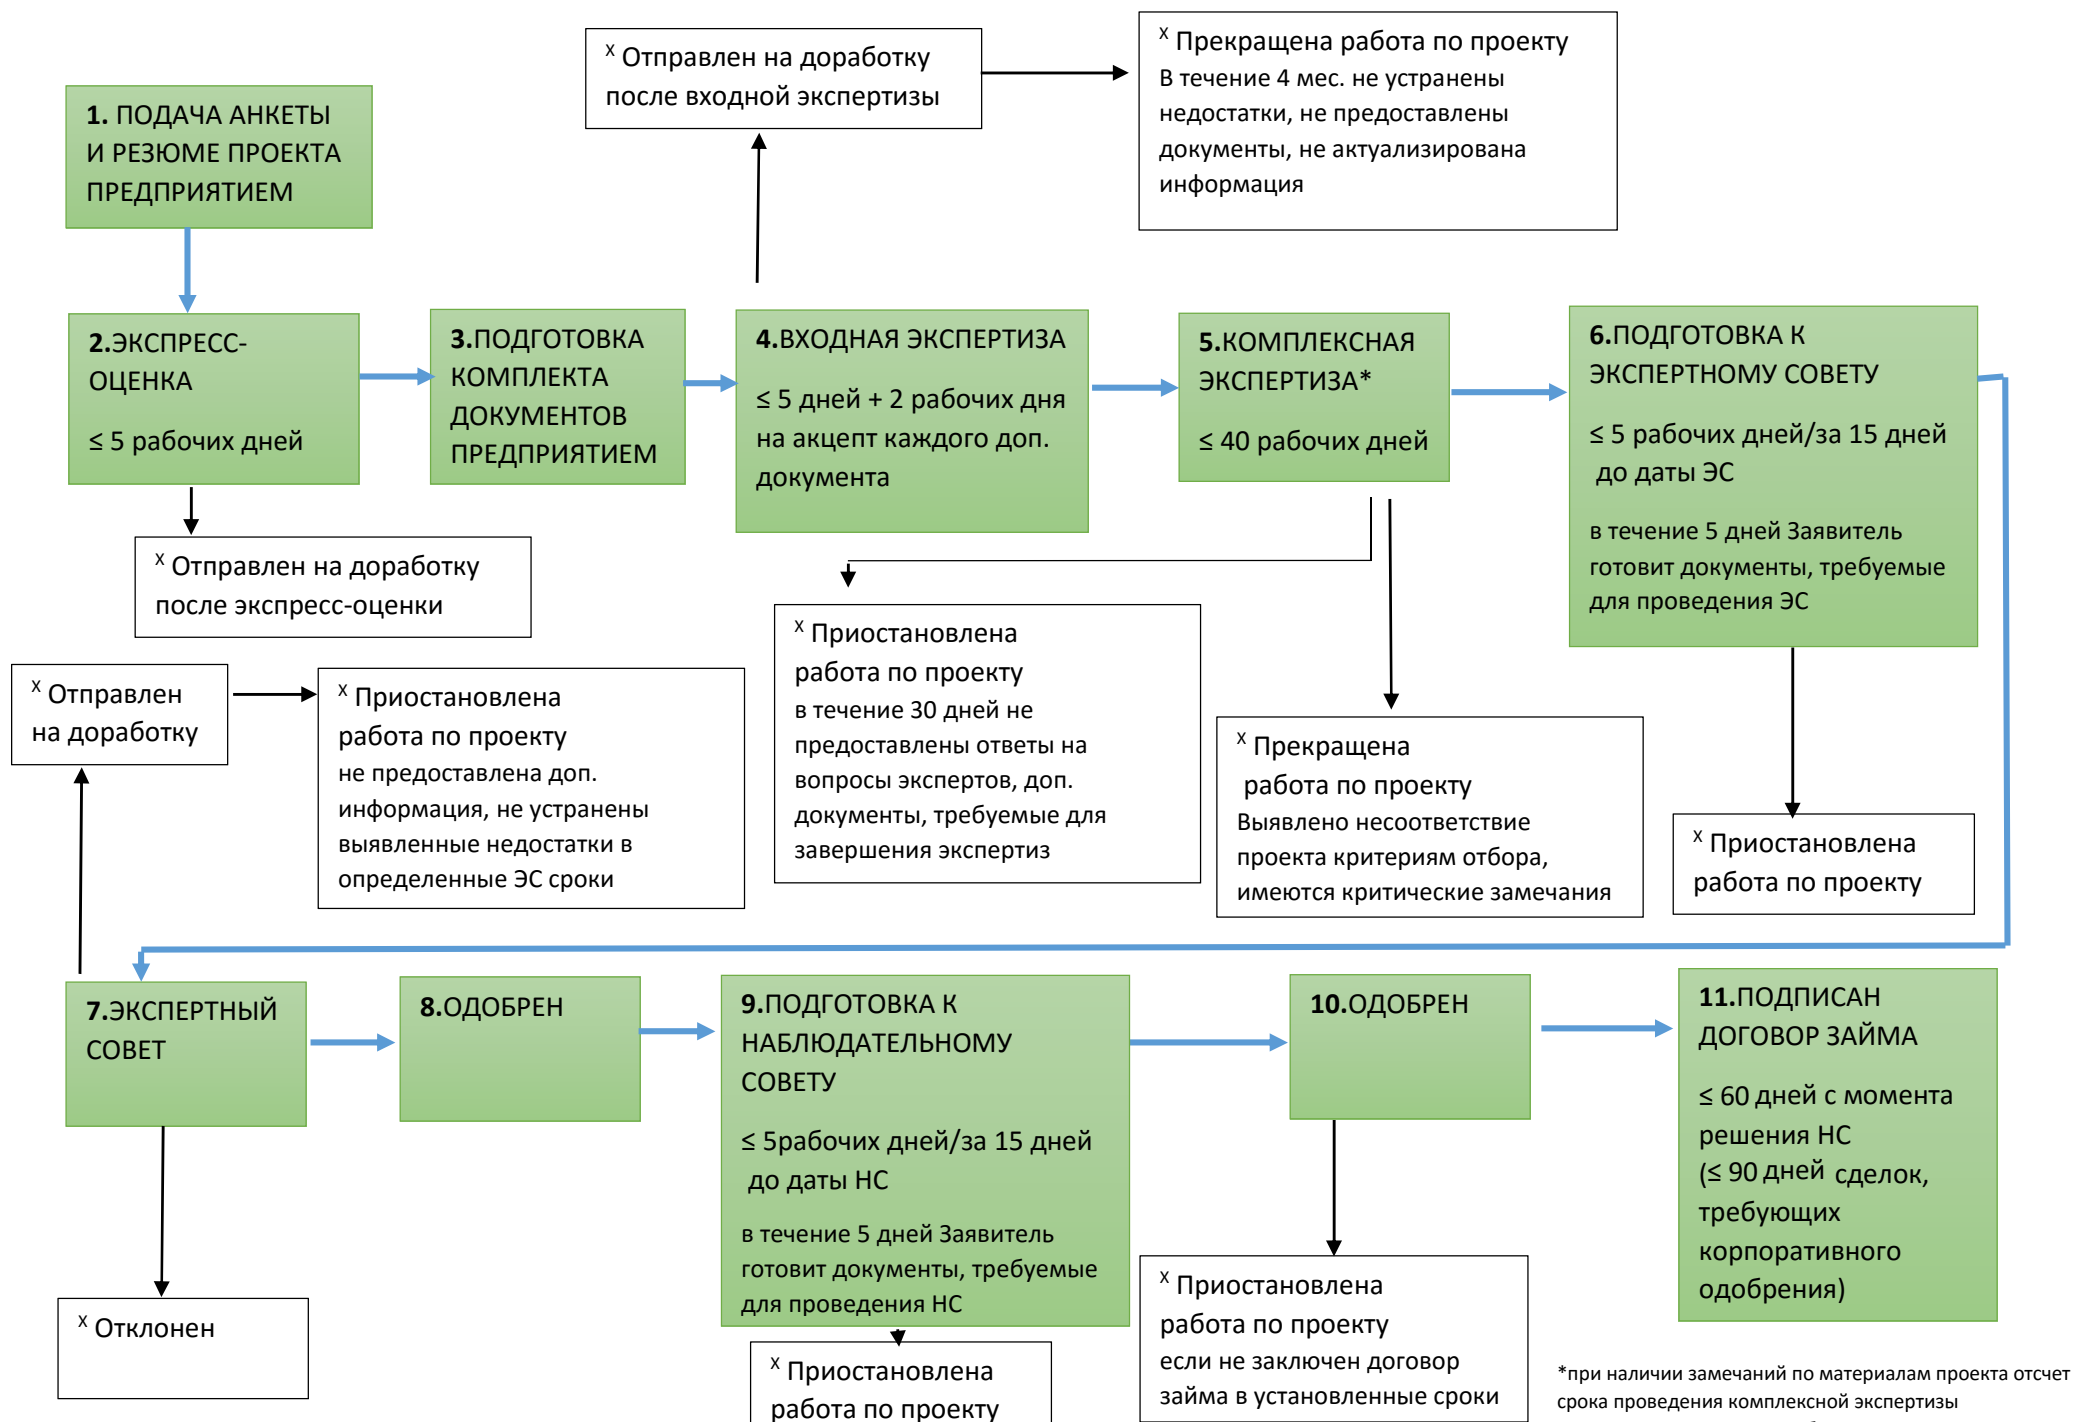 x Отправлен на доработку
после входной экспертизы
x Прекращена работа по проекту
В течение 4 мес. не устранены
недостатки, не предоставлены
документы, не актуализирована
информация
1. ПОДАЧА АНКЕТЫ
И РЕЗЮМЕ ПРОЕКТА
ПРЕДПРИЯТИЕМ
2.ЭКСПРЕСС-
ОЦЕНКА
≤ 5 рабочих дней
3.ПОДГОТОВКА
КОМПЛЕКТА
ДОКУМЕНТОВ
ПРЕДПРИЯТИЕМ
4.ВХОДНАЯ ЭКСПЕРТИЗА
≤ 5 дней + 2 рабочих дня
на акцепт каждого доп.
документа
5.КОМПЛЕКСНАЯ
ЭКСПЕРТИЗА*
≤ 40 рабочих дней
6.ПОДГОТОВКА К
ЭКСПЕРТНОМУ СОВЕТУ
≤ 5 рабочих дней/за 15 дней
до даты ЭС
в течение 5 дней Заявитель
готовит документы, требуемые
для проведения ЭС
x Отправлен на доработку
после экспресс-оценки
x Отправлен
на доработку
x Приостановлена
работа по проекту
не предоставлена доп.
информация, не устранены
выявленные недостатки в
определенные ЭС сроки
x Приостановлена
работа по проекту
в течение 30 дней не
предоставлены ответы на
вопросы экспертов, доп.
документы, требуемые для
завершения экспертиз
x Прекращена
работа по проекту
Выявлено несоответствие
проекта критериям отбора,
имеются критические замечания
x Приостановлена
работа по проекту
7.ЭКСПЕРТНЫЙ
СОВЕТ
8.ОДОБРЕН
9.ПОДГОТОВКА К
НАБЛЮДАТЕЛЬНОМУ
СОВЕТУ
≤ 5рабочих дней/за 15 дней
до даты НС
в течение 5 дней Заявитель
готовит документы, требуемые
для проведения НС
10.ОДОБРЕН
11.ПОДПИСАН
ДОГОВОР ЗАЙМА
≤ 60 дней с момента
решения НС
(≤ 90 дней сделок,
требующих
корпоративного
одобрения)
x Отклонен
x Приостановлена
работа по проекту
x Приостановлена
работа по проекту
если не заключен договор
займа в установленные сроки
*при наличии замечаний по материалам проекта отсчет
срока проведения комплексной экспертизы